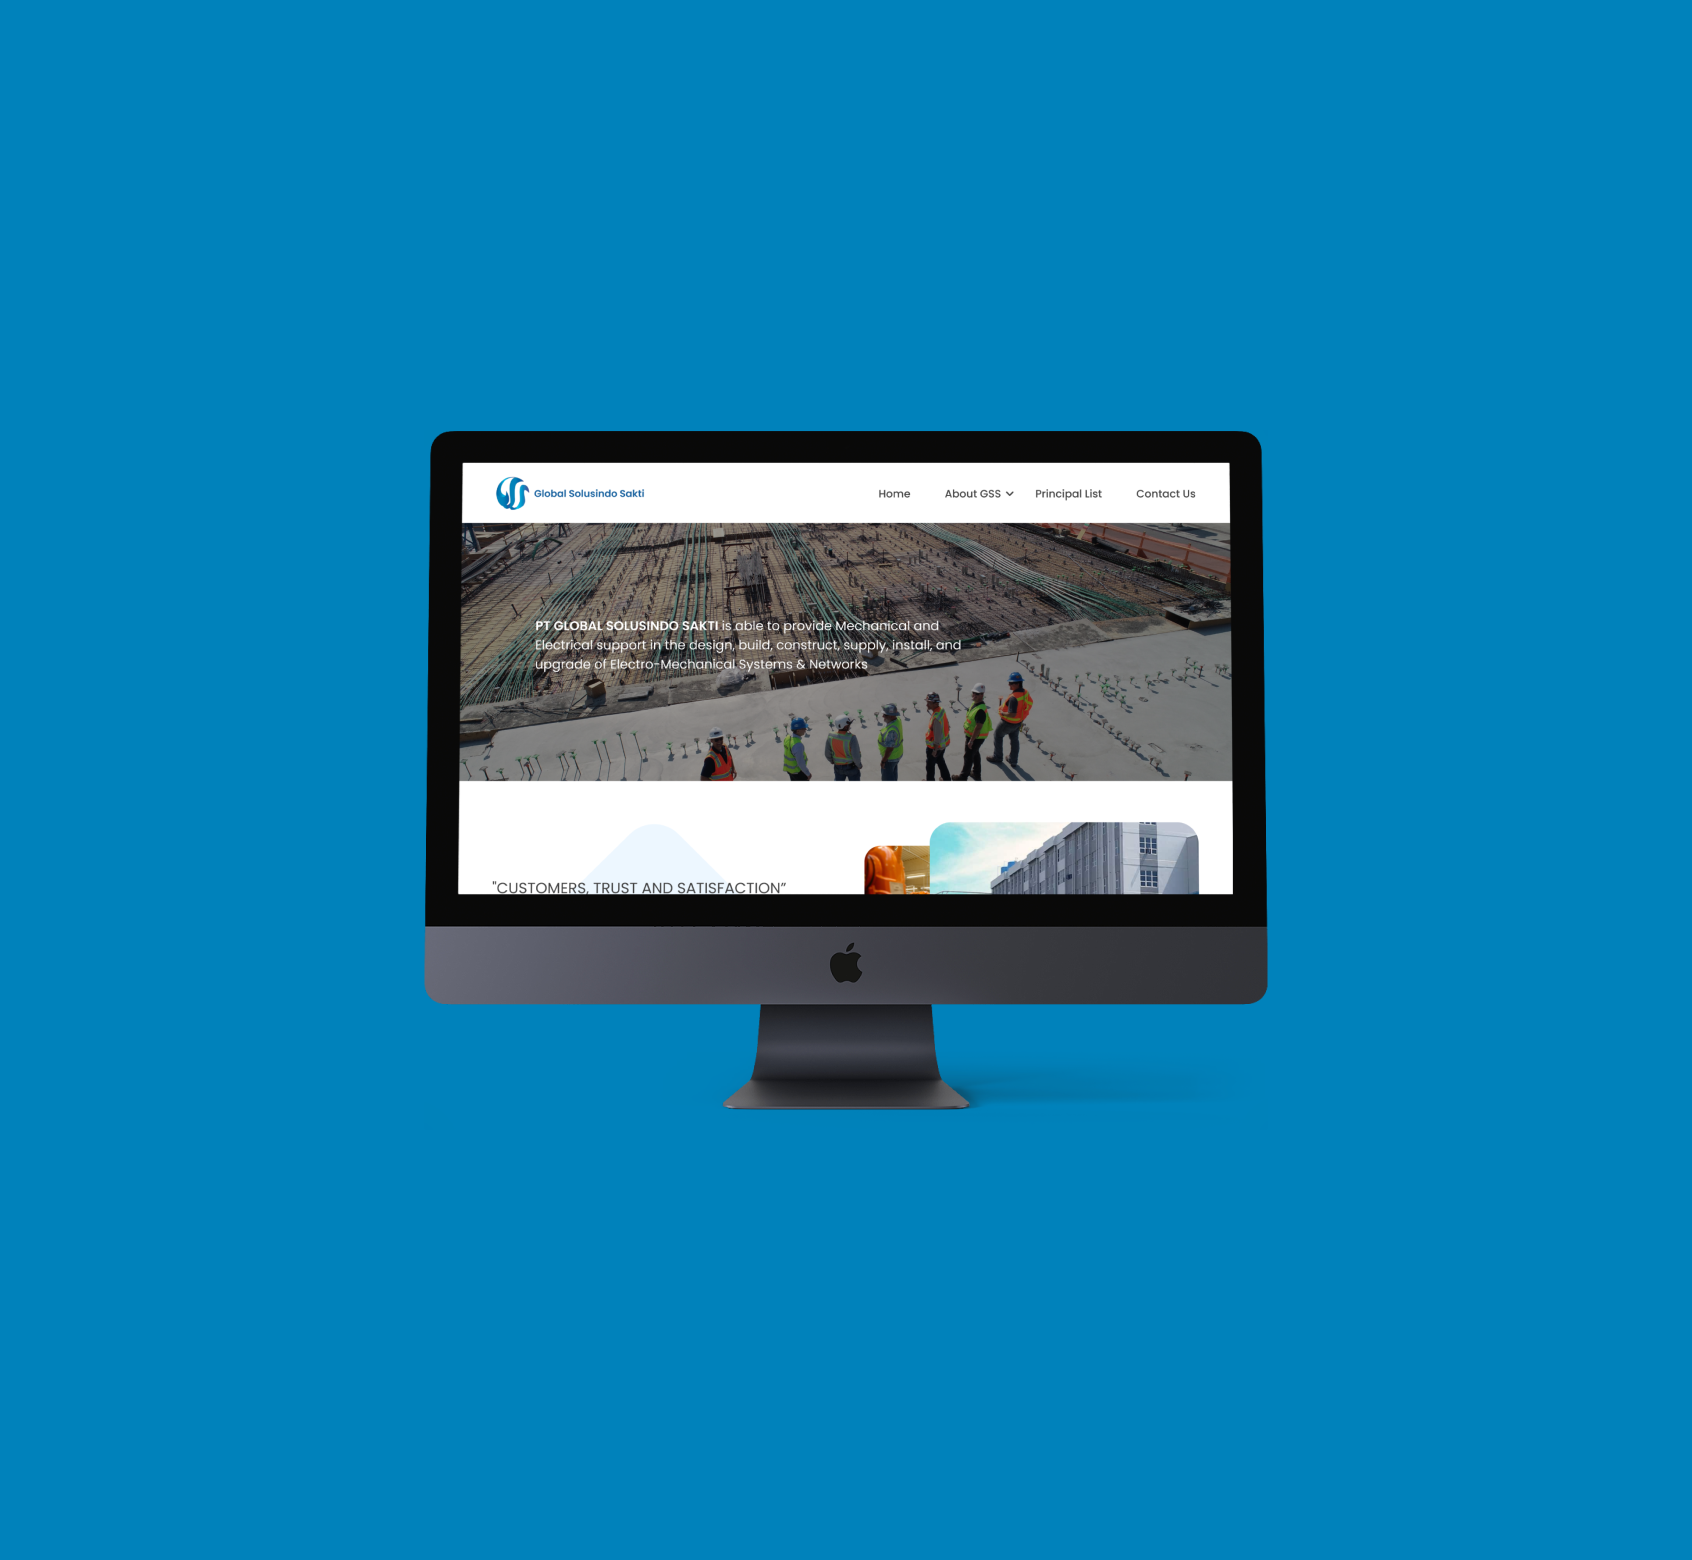 Global Solusindo Sakti
Home
About GSS
Principal List
Contact Us
PT GLOBAL SOLUSINDO SAKTI is able to provide Mechanical and
Electrical support in the design, build, construct, supply, install, and
upgrade of Electro-Mechanical Systems & Networks
"CUSTOMERS, TRUST AND SATISFACTION”